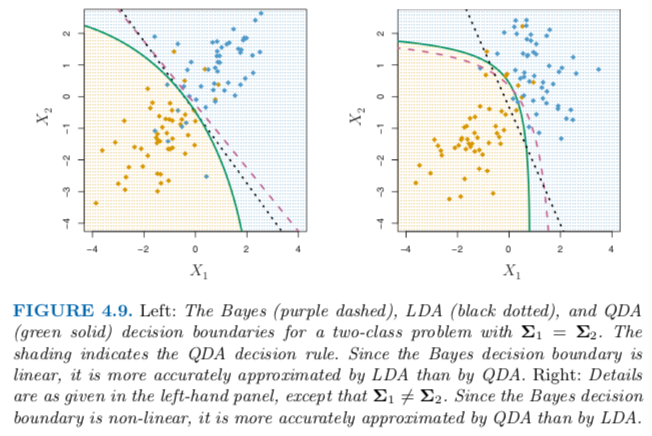 2
1
0
−1
−2
−3
−4
X2
−4
−2
0
2
4
X1
2
1
0
−1
−2
−3
−4
X2
−4
−2
0
2
4
X1
FIGURE 4.9. Left: The Bayes (purple dashed), LDA (black dotted), and QDA
(green solid) decision boundaries for a two-class problem with Σ1 = Σ2. The
shading indicates the QDA decision rule. Since the Bayes decision boundary is
linear, it is more accurately approximated by LDA than by QDA. Right: Details
are as given in the left-hand panel, except that Σ1 ≠ Σ2. Since the Bayes decision
boundary is non-linear, it is more accurately approximated by QDA than by LDA.